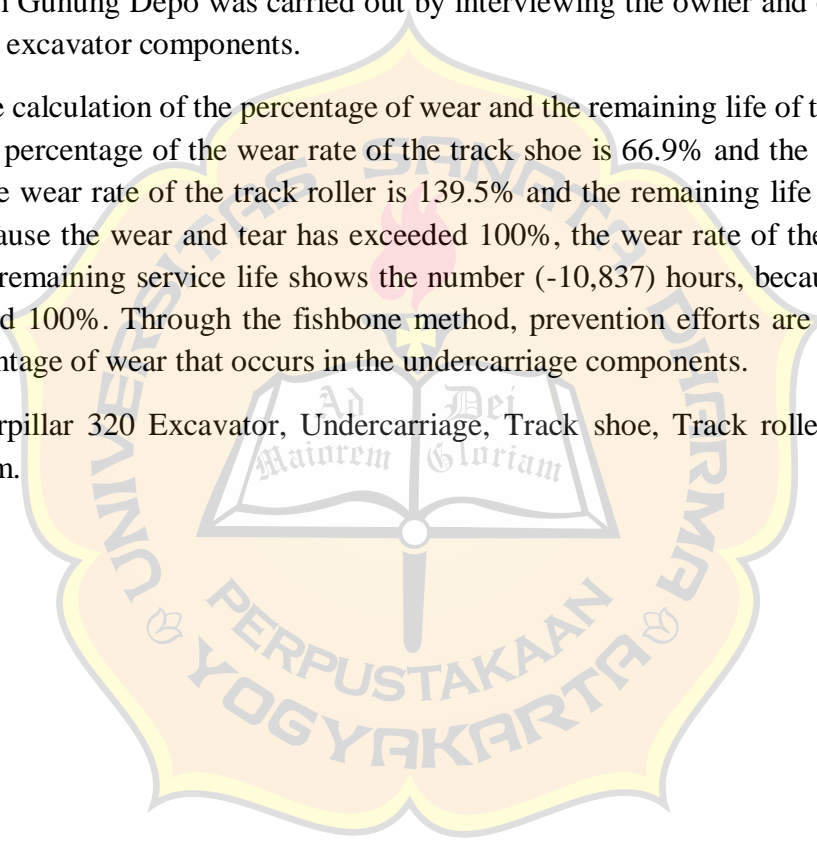 n Gunung Depo was carried out by interviewing the owner and
excavator components.
e calculation of the percentage of wear and the remaining life of t
percentage of the wear rate of the track shoe is 66.9% and the
e wear rate of the track roller is 139.5% and the remaining life
ause the wear and tear has exceeded 100%, the wear rate of the
remaining service life shows the number (-10,837) hours, becau
d 100%. Through the fishbone method, prevention efforts are
ntage of wear that occurs in the undercarriage components.
rpillar 320 Excavator, Undercarriage, Track shoe, Track rolle
m.
UNIVERSITAS SANATA DHARMA
Ad Dei
Maiorem Gloriam
PERPUSTAKAAN
YOGYAKARTA